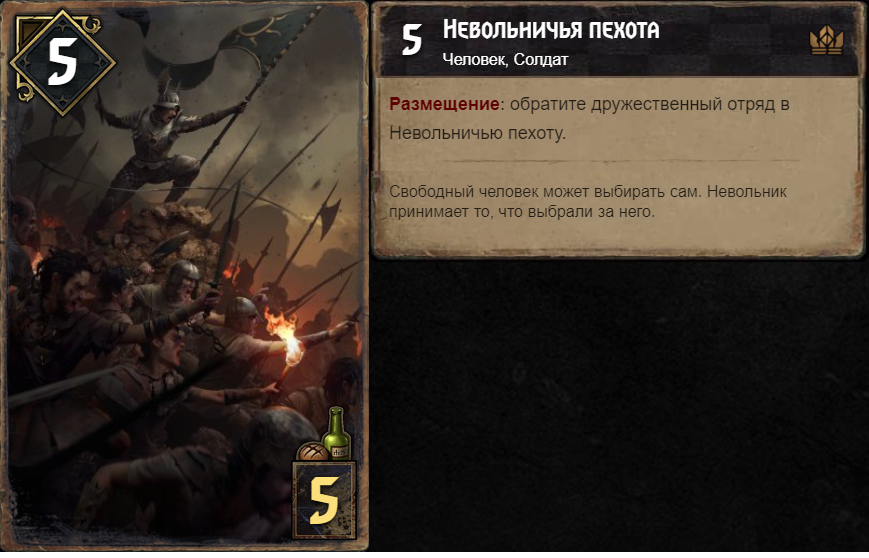 5
5
5
Невольничья пехота
Человек, Солдат
Размещение: обратите дружественный отряд в
Невольничью пехоту.
Свободный человек может выбирать сам. Невольник
принимает то, что выбрали за него.